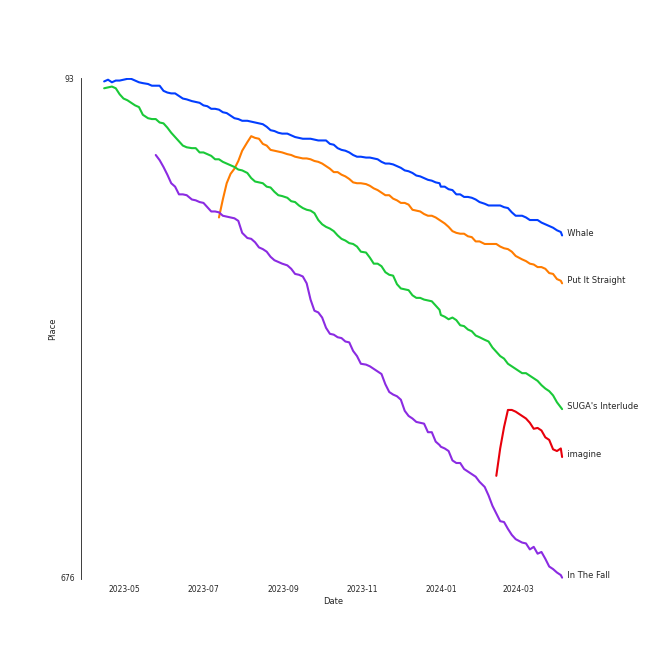 93
Whale
Put It Straight
Place
SUGA's Interlude
imagine
In The Fall
676
2023-05 2023-07 2023-09 2023-11 2024-01 2024-03
Date